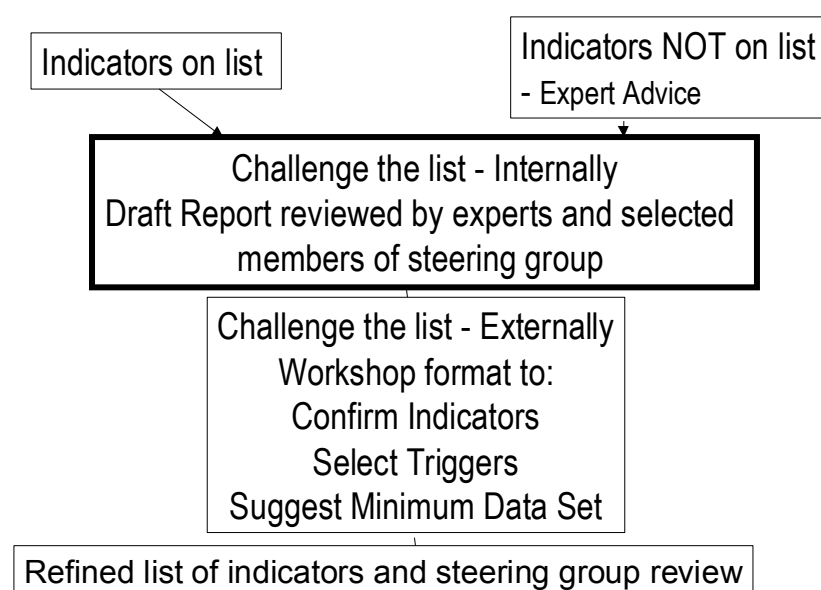 Indicators on list
Indicators NOT on list
- Expert Advice
Challenge the list - Internally
Draft Report reviewed by experts and selected
members of steering group
Challenge the list - Externally
Workshop format to:
Confirm Indicators
Select Triggers
Suggest Minimum Data Set
Refined list of indicators and steering group review